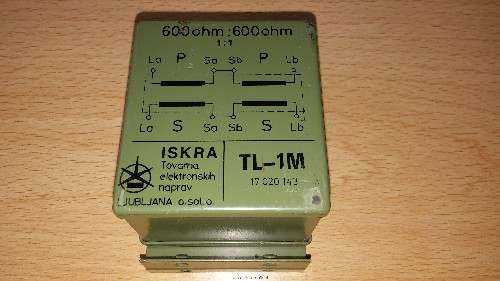 600ohm:600ohm
1:1
La P Sa Sb P Lb
La S Sa Sb S Lb
ISKRA
Tovarna
elektronskih
naprav
LJUBLJANA o.sol.o.
TL-1M
17 020 143